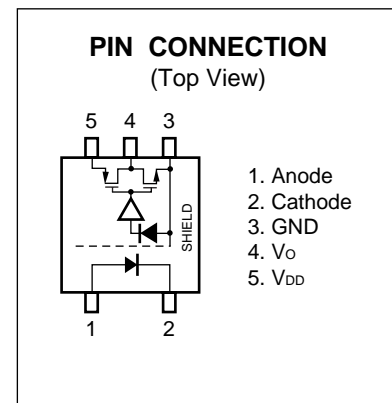 PIN CONNECTION
(Top View)
5 4 3
SHIELD
1 2
1. Anode
2. Cathode
3. GND
4. VO
5. VDD